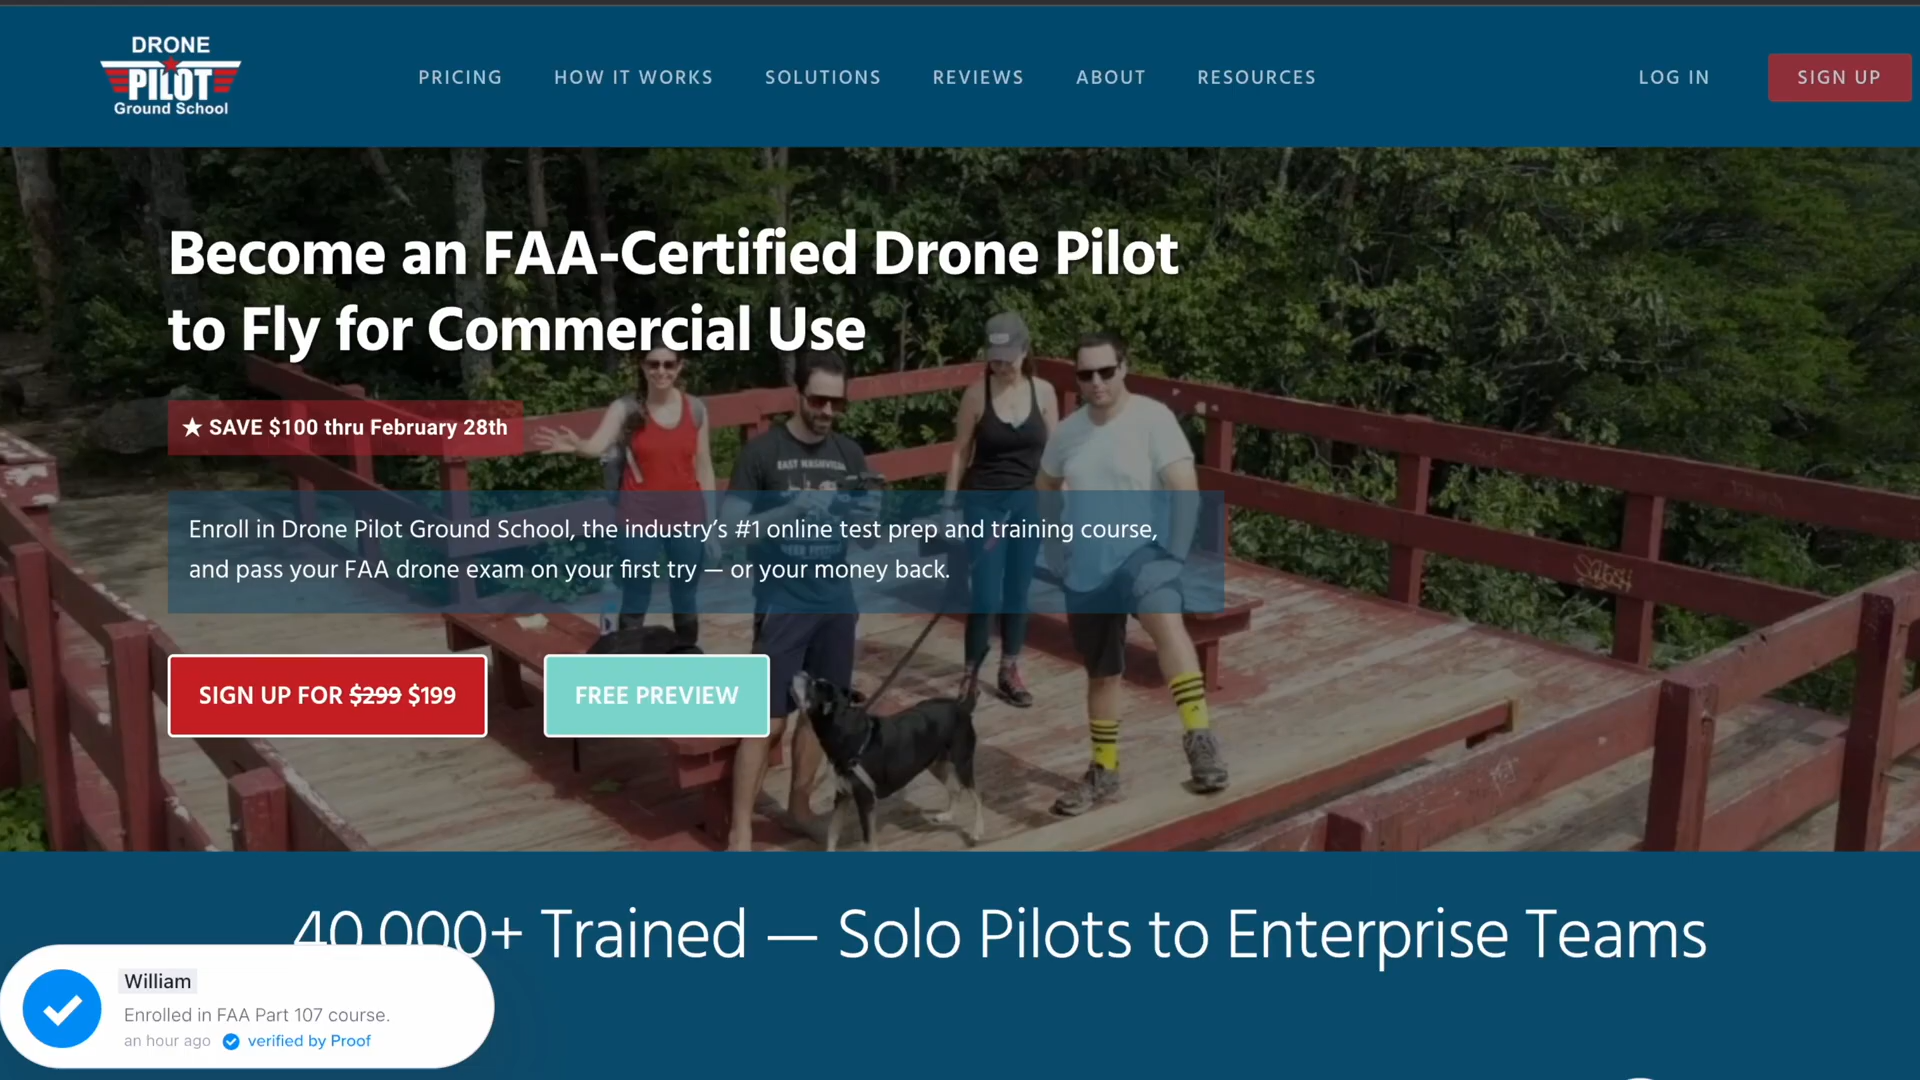 DRONE
PILOT
Ground School
PRICING
HOW IT WORKS
SOLUTIONS
REVIEWS
ABOUT
RESOURCES
LOG IN
SIGN UP
Become an FAA-Certified Drone Pilot
to Fly for Commercial Use
★ SAVE $100 thru February 28th
EAST NASHVILLE
Enroll in Drone Pilot Ground School, the industry’s #1 online test prep and training course,
and pass your FAA drone exam on your first try — or your money back.
SIGN UP FOR $299 $199
FREE PREVIEW
40,000+ Trained — Solo Pilots to Enterprise Teams
William
Enrolled in FAA Part 107 course.
an hour ago verified by Proof